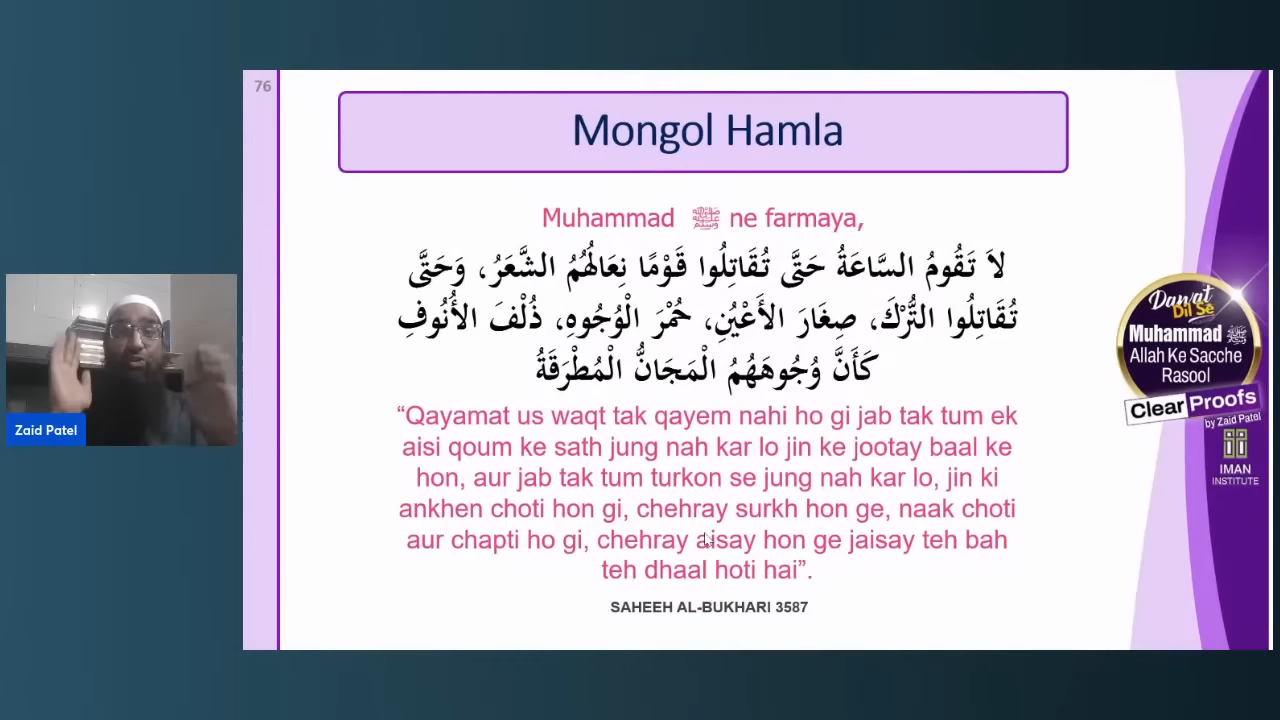 76
Mongol Hamla
Muhammad ﷺ ne farmaya,
لاَ تَقُومُ السَّاعَةُ حَتَّى تُقَاتِلُوا قَوْمًا نِعَالُهُمُ الشَّعَرُ، وَحَتَّى
تُقَاتِلُوا التُّرْكَ، صِغَارَ الأَعْيُنِ، حُمْرَ الْوُجُوهِ، ذُلْفَ الأُنُوفِ
كَأَنَّ وُجُوهَهُمُ الْمَجَانُّ الْمُطْرَقَةُ
“Qayamat us waqt tak qayem nahi ho gi jab tak tum ek
aisi qoum ke sath jung nah kar lo jin ke jootay baal ke
hon, aur jab tak tum turkon se jung nah kar lo, jin ki
ankhen choti hon gi, chehray surkh hon ge, naak choti
aur chapti ho gi, chehray aisay hon ge jaisay teh bah
teh dhaal hoti hai”.
SAHEEH AL-BUKHARI 3587
Zaid Patel
Dawat
Dil Se
Muhammad ﷺ
Allah Ke Sacche
Rasool
Clear Proofs
by Zaid Patel
IMAN
INSTITUTE